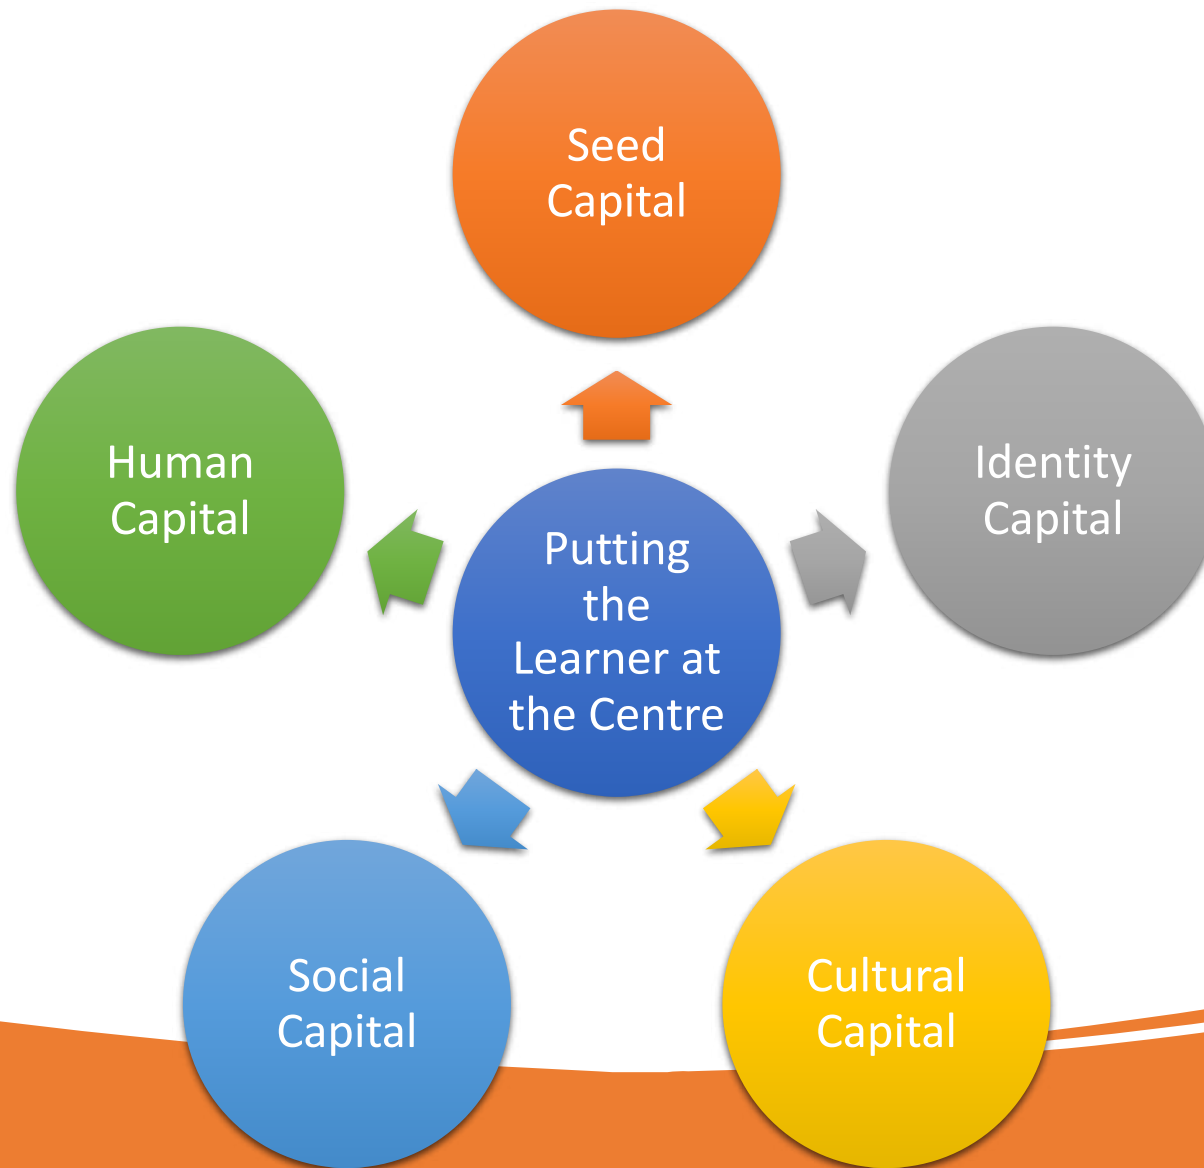 Seed
Capital
Human
Capital
Identity
Capital
Putting
the
Learner at
the Centre
Social
Capital
Cultural
Capital